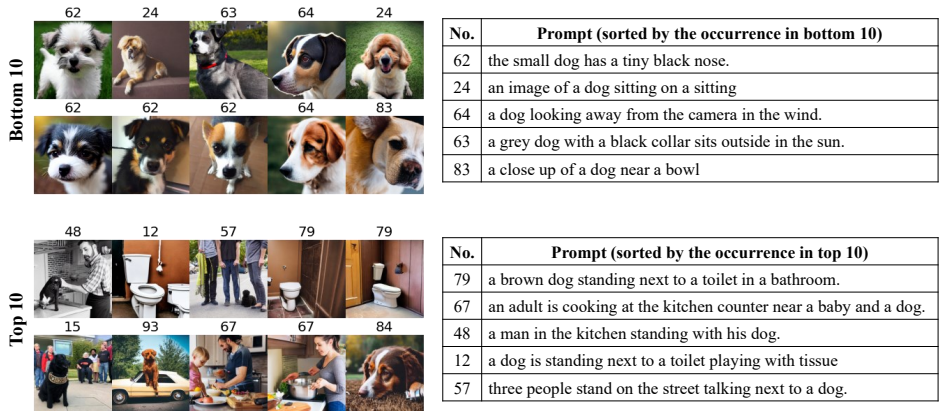 62 24 63 64 24
Bottom 10
62 62 62 64 83
No. Prompt (sorted by the occurrence in bottom 10)
62 the small dog has a tiny black nose.
24 an image of a dog sitting on a sitting
64 a dog looking away from the camera in the wind.
63 a grey dog with a black collar sits outside in the sun.
83 a close up of a dog near a bowl
48 12 57 79 79
Top 10
15 93 67 67 84
No. Prompt (sorted by the occurrence in top 10)
79 a brown dog standing next to a toilet in a bathroom.
67 an adult is cooking at the kitchen counter near a baby and a dog.
48 a man in the kitchen standing with his dog.
12 a dog is standing next to a toilet playing with tissue
57 three people stand on the street talking next to a dog.